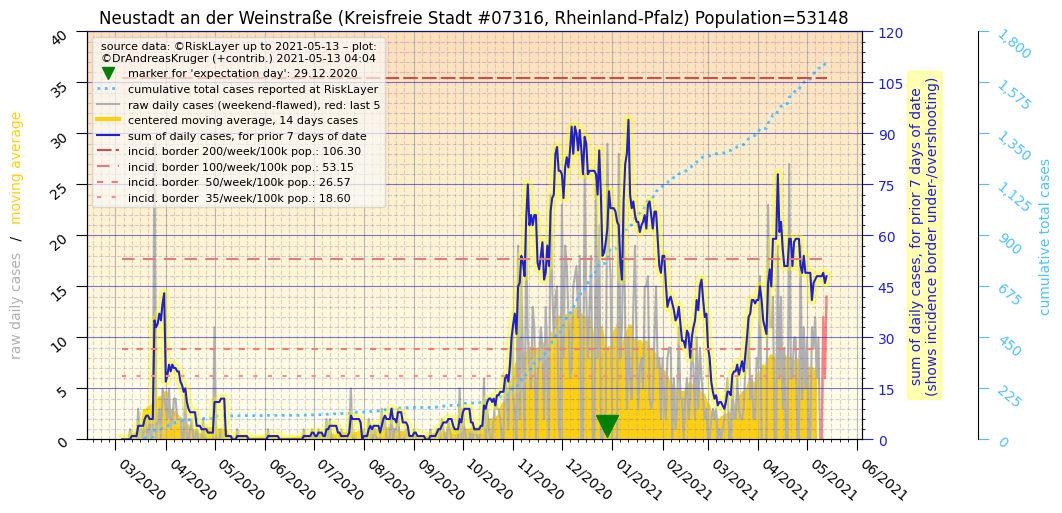 Neustadt an der Weinstraße (Kreisfreie Stadt #07316, Rheinland-Pfalz) Population=53148
source data: ©RiskLayer up to 2021-05-13 – plot:
©DrAndreasKruger (+contrib.) 2021-05-13 04:04
marker for 'expectation day': 29.12.2020
cumulative total cases reported at RiskLayer
raw daily cases (weekend-flawed), red: last 5
centered moving average, 14 days cases
sum of daily cases, for prior 7 days of date
incid. border 200/week/100k pop.: 106.30
incid. border 100/week/100k pop.: 53.15
incid. border  50/week/100k pop.: 26.57
incid. border  35/week/100k pop.: 18.60
raw daily cases / moving average
40
35
30
25
20
15
10
5
0
03/2020
04/2020
05/2020
06/2020
07/2020
08/2020
09/2020
10/2020
11/2020
12/2020
01/2021
02/2021
03/2021
04/2021
05/2021
06/2021
120
105
90
75
60
45
30
15
0
sum of daily cases, for prior 7 days of date
(shows incidence border under-/overshooting)
1,800
1,575
1,350
1,125
900
675
450
225
0
cumulative total cases